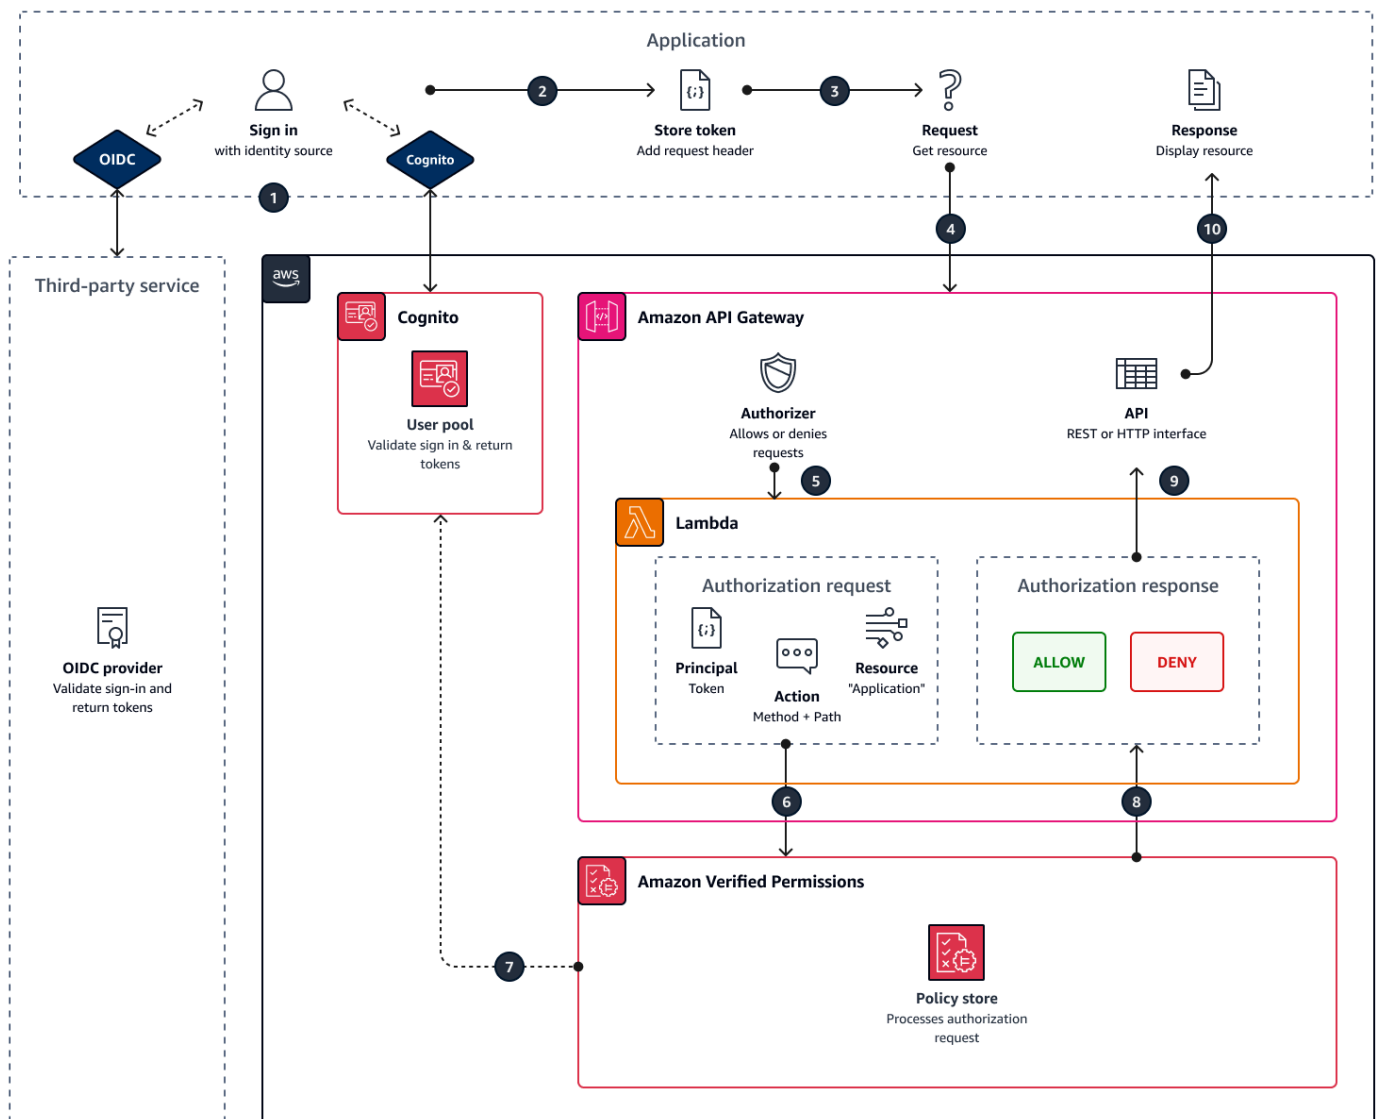 Application
2
3
{;}
Sign in
with identity source
Store token
Add request header
Request
Get resource
Response
Display resource
OIDC
Cognito
1
4
10
Third-party service
aws
Cognito
Amazon API Gateway
</>
User pool
Validate sign in & return
tokens
Authorizer
Allows or denies
requests
API
REST or HTTP interface
5
9
Lambda
Authorization request
{;}
Principal
Token
Action
Method + Path
Resource
"Application"
Authorization response
ALLOW
DENY
OIDC provider
Validate sign-in and
return tokens
6
8
Amazon Verified Permissions
7
Policy store
Processes authorization
request